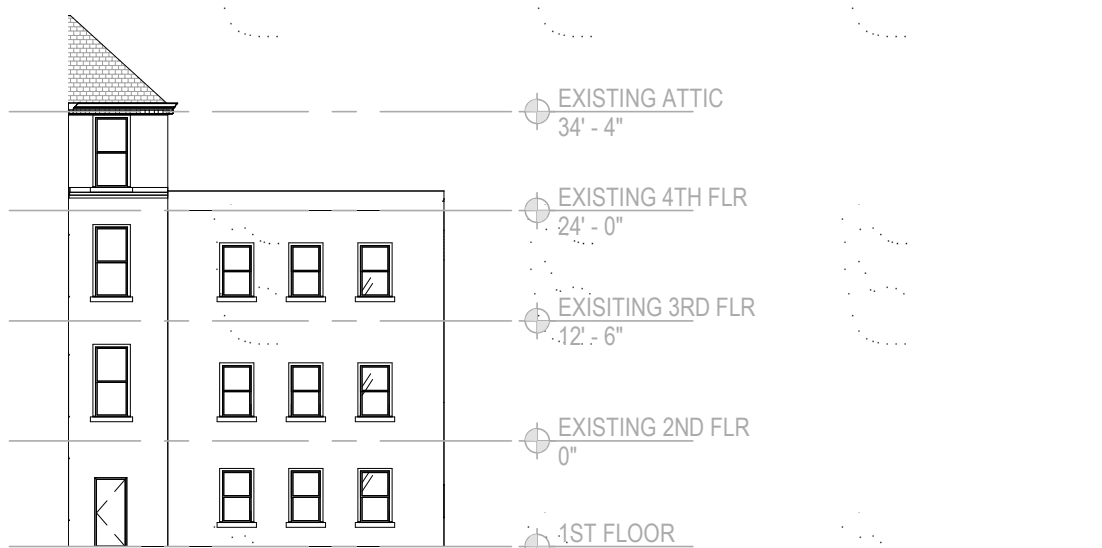 EXISTING ATTIC
34' - 4"
EXISTING 4TH FLR
24' - 0"
EXISITING 3RD FLR
12' - 6"
EXISTING 2ND FLR
0"
1ST FLOOR